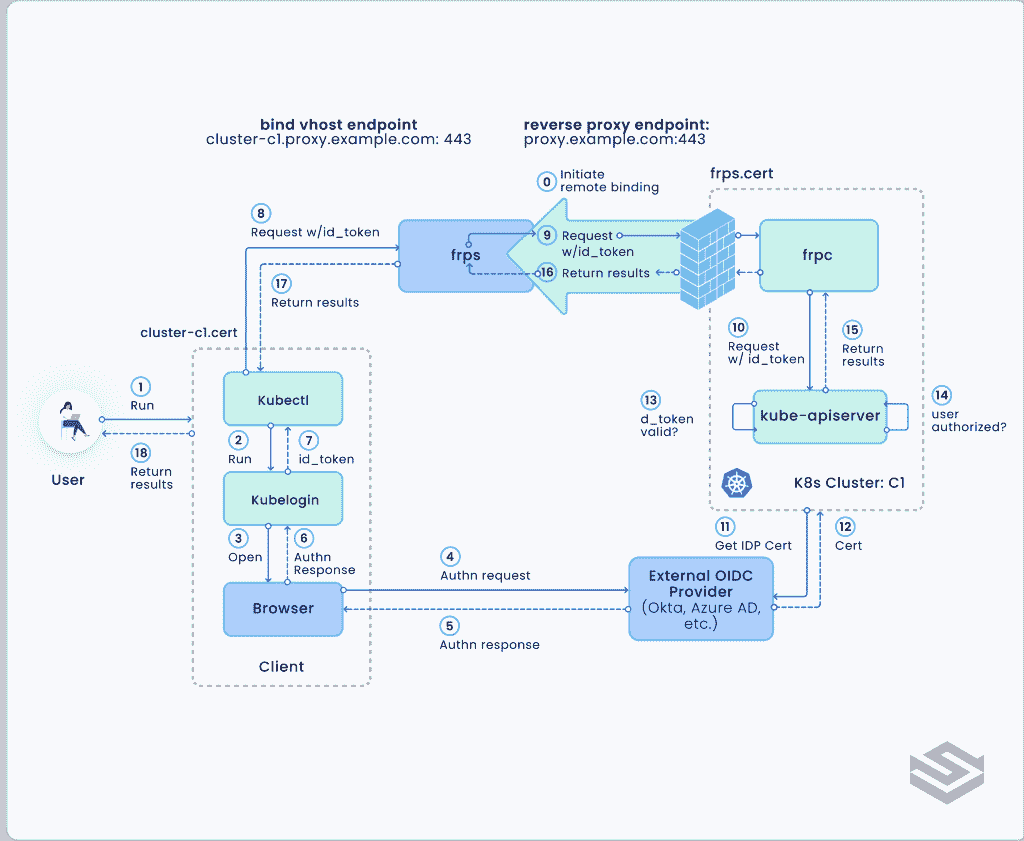 bind vhost endpoint
cluster-c1.proxy.example.com: 443
reverse proxy endpoint:
proxy.example.com:443
frps.cert
0
Initiate
remote binding
8
Request w/id_token
frps
9
Request
w/id_token
16
Return results
frpc
17
Return results
cluster-c1.cert
10
Request
w/ id_token
15
Return
results
1
Run
18
Return
results
User
Kubectl
2
Run
7
id_token
Kubelogin
3
Open
6
Authn
Response
Browser
Client
4
Authn request
5
Authn response
13
d_token
valid?
kube-apiserver
14
user
authorized?
K8s Cluster: C1
11
Get IDP Cert
12
Cert
External OIDC
Provider
(Okta, Azure AD,
etc.)